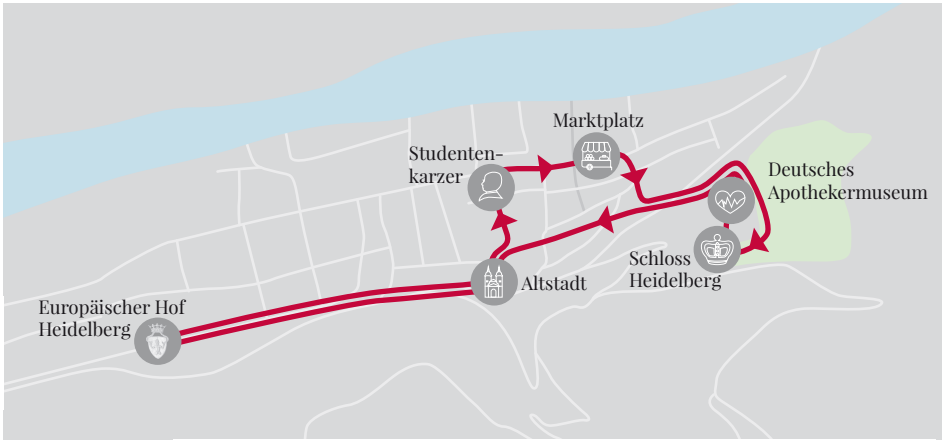 Marktplatz
Studenten-
karzer
Deutsches
Apothekermuseum
Schloss
Heidelberg
Altstadt
Europäischer Hof
Heidelberg